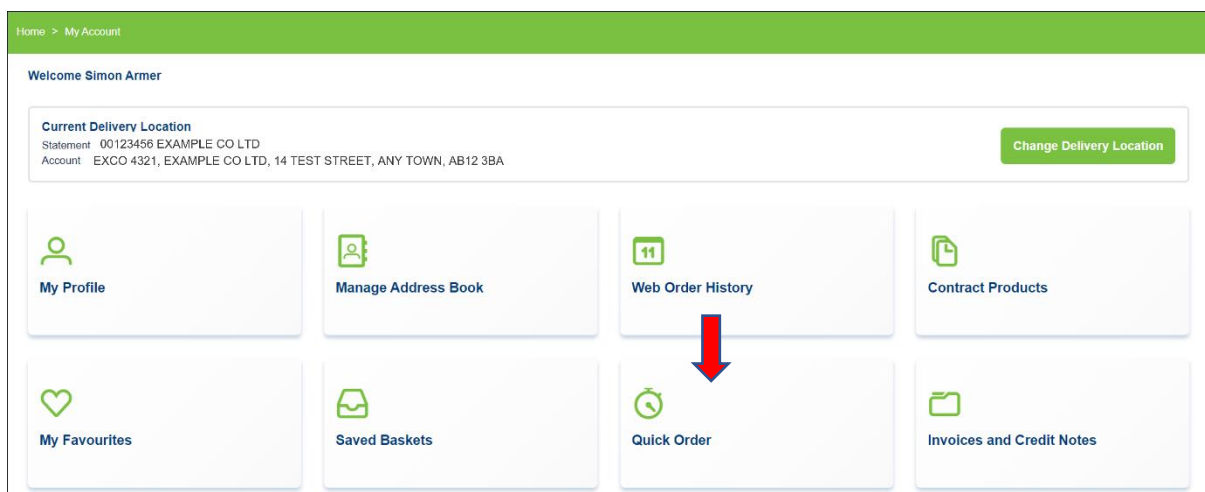 Home > My Account
Welcome Simon Armer
Current Delivery Location
Statement 00123456 EXAMPLE CO LTD
Account EXCO 4321, EXAMPLE CO LTD, 14 TEST STREET, ANY TOWN, AB12 3BA
Change Delivery Location
11
My Profile
Manage Address Book
Web Order History
Contract Products
My Favourites
Saved Baskets
Quick Order
Invoices and Credit Notes